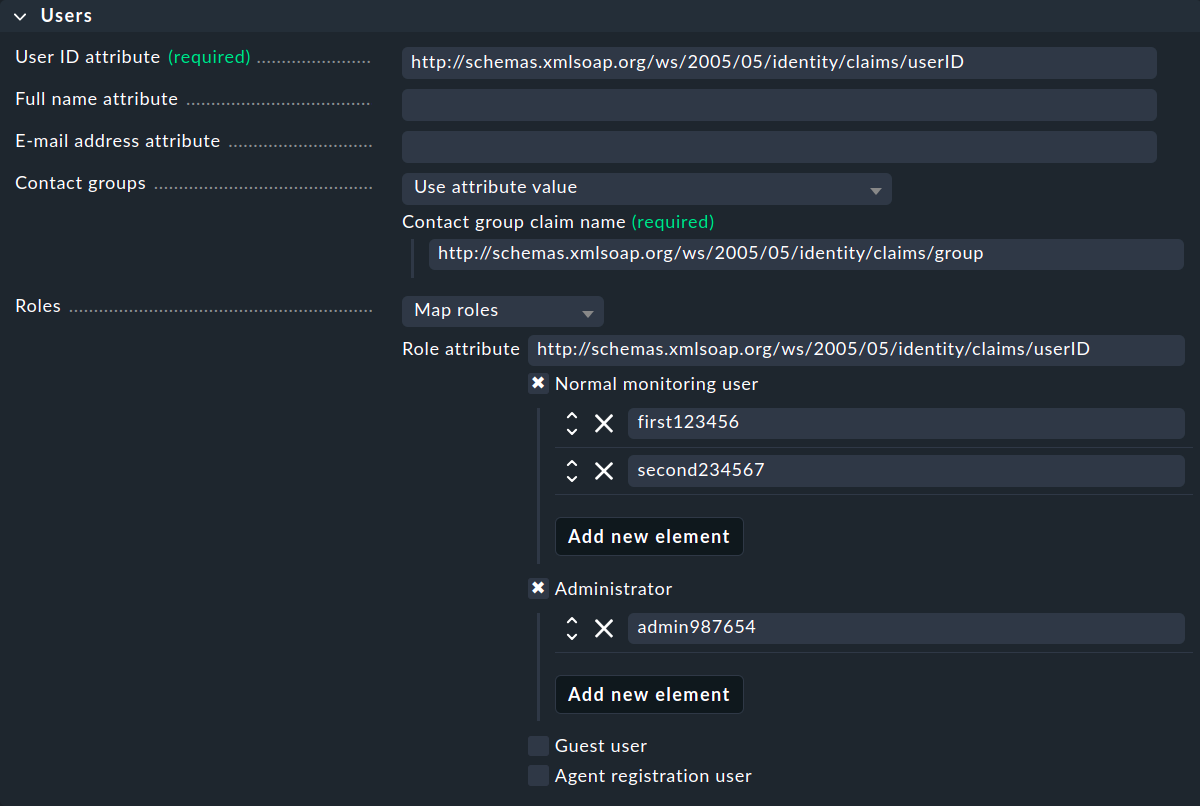 Users
User ID attribute (required) http://schemas.xmlsoap.org/ws/2005/05/identity/claims/userID
Full name attribute
E-mail address attribute
Contact groups Use attribute value
Contact group claim name (required)
http://schemas.xmlsoap.org/ws/2005/05/identity/claims/group
Roles Map roles
Role attribute http://schemas.xmlsoap.org/ws/2005/05/identity/claims/userID
Normal monitoring user
first123456
second234567
Add new element
Administrator
admin987654
Add new element
Guest user
Agent registration user